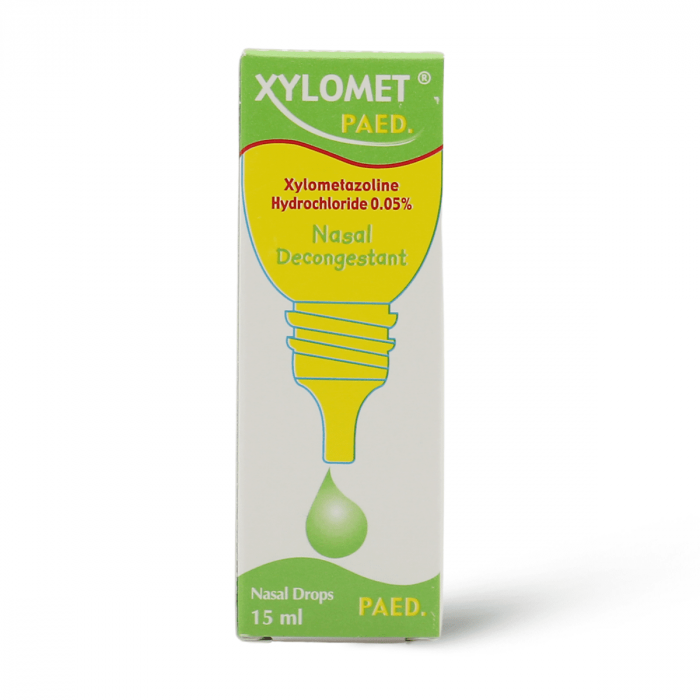 XYLOMET ®
PAED.
Xylometazoline
Hydrochloride 0.05%
Nasal
Decongestant
Nasal Drops
15 ml
PAED.